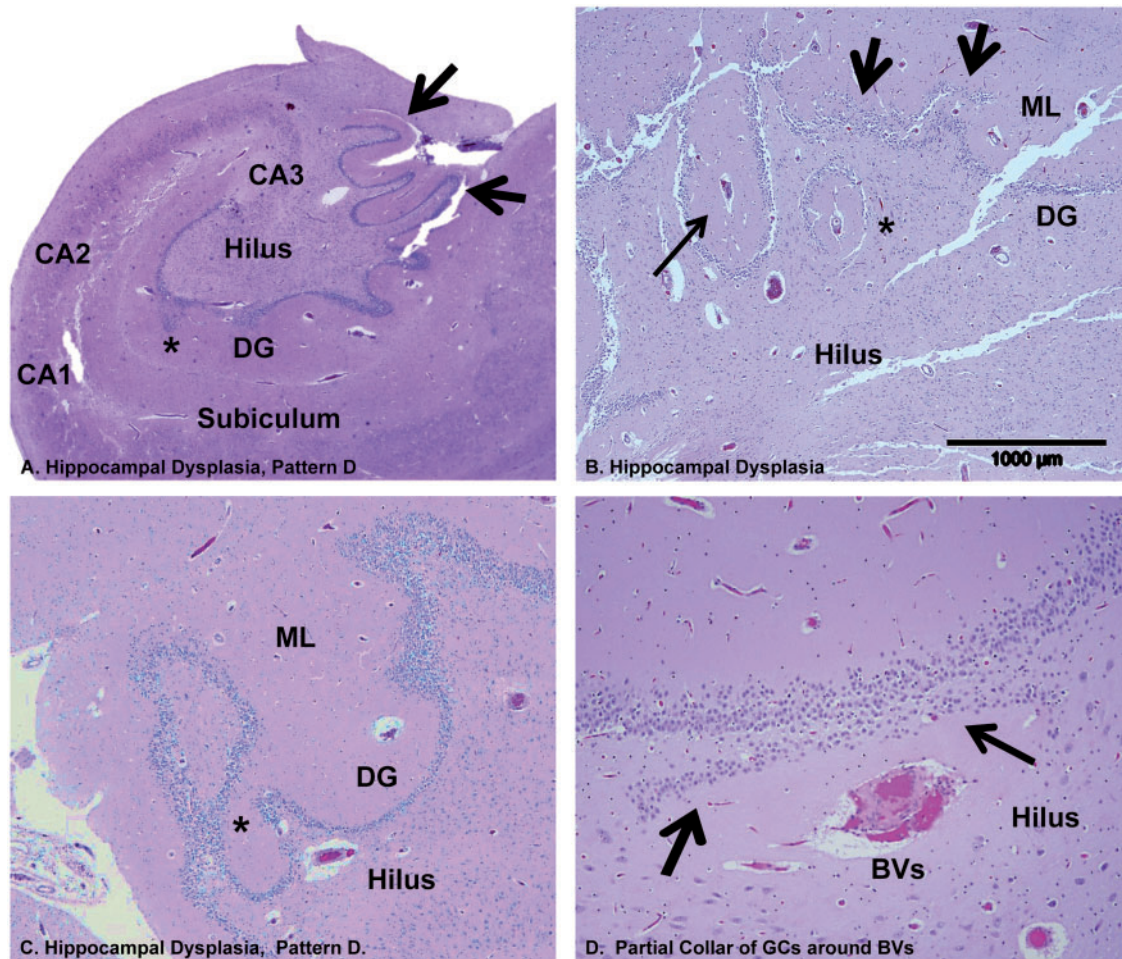 CA3
CA2
Hilus
*
DG
CA1
Subiculum
A. Hippocampal Dysplasia, Pattern D
ML
*
DG
Hilus
1000 µm
B. Hippocampal Dysplasia
ML
DG
*
Hilus
C. Hippocampal Dysplasia, Pattern D.
Hilus
BVs
D. Partial Collar of GCs around BVs